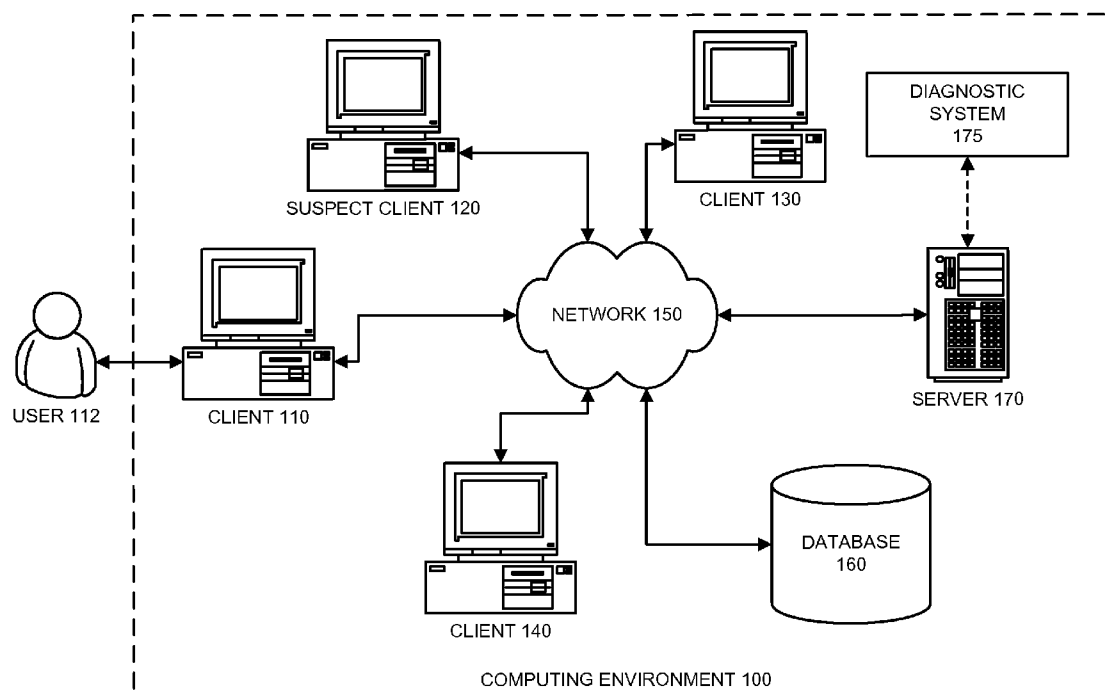 DIAGNOSTIC
SYSTEM
175
SUSPECT CLIENT 120
CLIENT 130
NETWORK 150
USER 112
CLIENT 110
SERVER 170
DATABASE
160
CLIENT 140
COMPUTING ENVIRONMENT 100